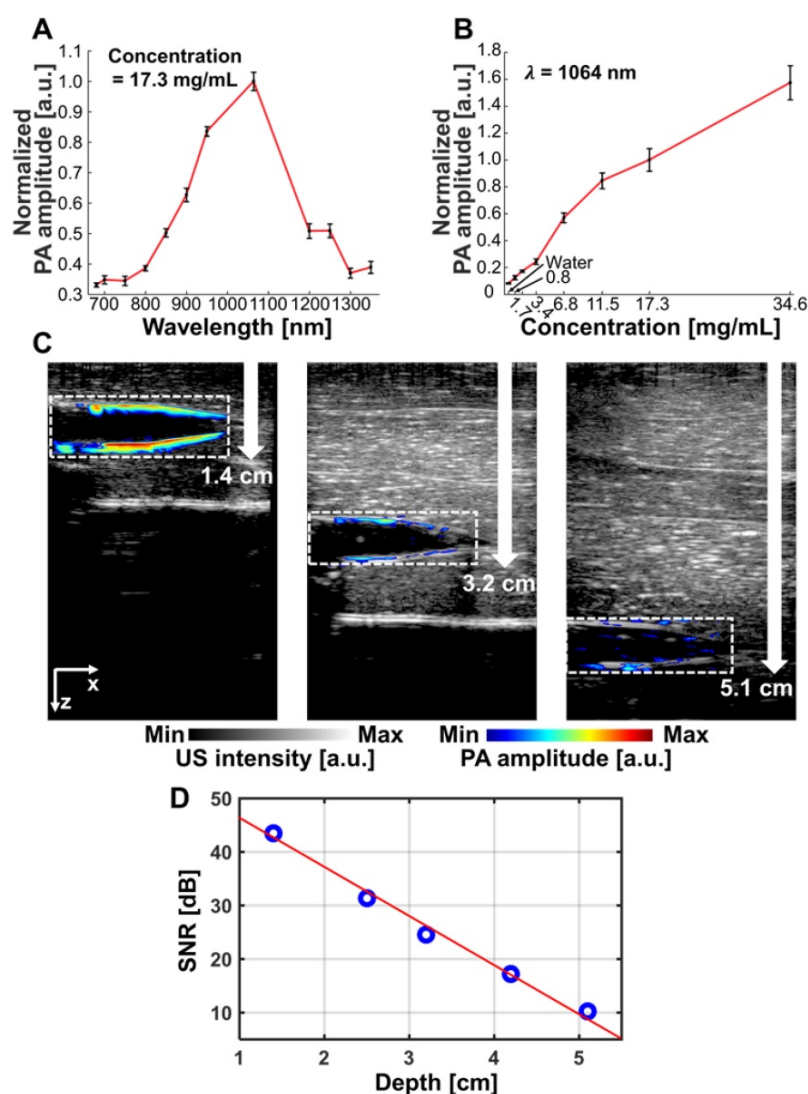 A
Concentration
= 17.3 mg/mL
Normalized
PA amplitude [a.u.]
1.1
1.0
0.9
0.8
0.7
0.6
0.5
0.4
0.3
700 800 900 1000 1100 1200 1300
Wavelength [nm]
B
λ = 1064 nm
Normalized
PA amplitude [a.u.]
1.8
1.6
1.4
1.2
1.0
0.8
0.6
0.4
0.2
0
Water
0.8
1.7 3.4 6.8 11.5 17.3 34.6
Concentration [mg/mL]
C
1.4 cm
3.2 cm
5.1 cm
x
z
Min Max
US intensity [a.u.]
Min Max
PA amplitude [a.u.]
D
SNR [dB]
50
40
30
20
10
1 2 3 4 5
Depth [cm]